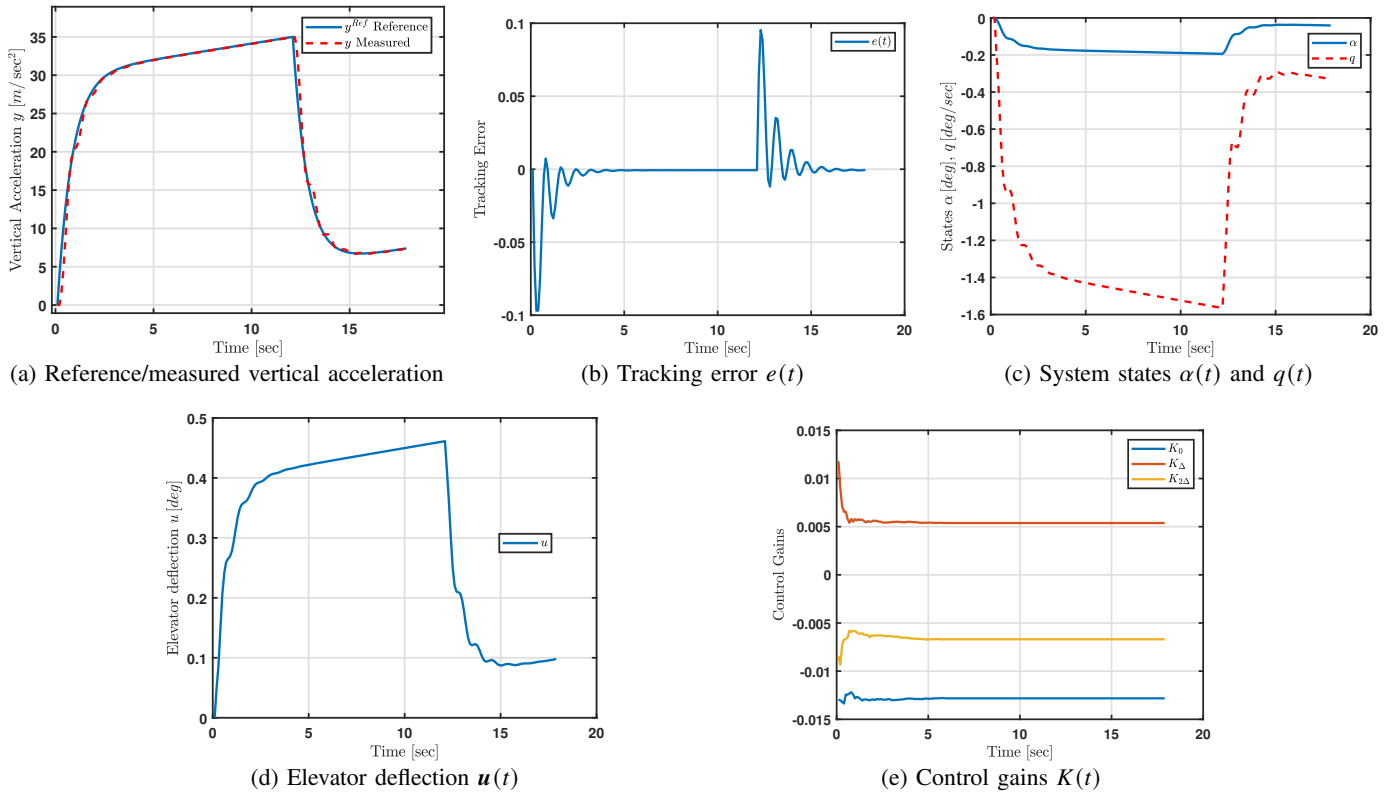 y^{Ref} Reference
y Measured
35
30
25
20
15
10
5
0
0
5
10
15
Vertical Acceleration y [m/ sec²]
Time [sec]
(a) Reference/measured vertical acceleration
e(t)
0.1
0.05
0
-0.05
-0.1
0
5
10
15
20
Tracking Error
Time [sec]
(b) Tracking error e(t)
α
q
0
-0.2
-0.4
-0.6
-0.8
-1
-1.2
-1.4
-1.6
0
5
10
15
20
States α [deg], q [deg/sec]
Time [sec]
(c) System states α(t) and q(t)
u
0.5
0.4
0.3
0.2
0.1
0
0
5
10
15
20
Elevator deflection u [deg]
Time [sec]
(d) Elevator deflection u(t)
K₀
K_Δ
K_{2Δ}
0.015
0.01
0.005
0
-0.005
-0.01
-0.015
0
5
10
15
20
Control Gains
Time [sec]
(e) Control gains K(t)